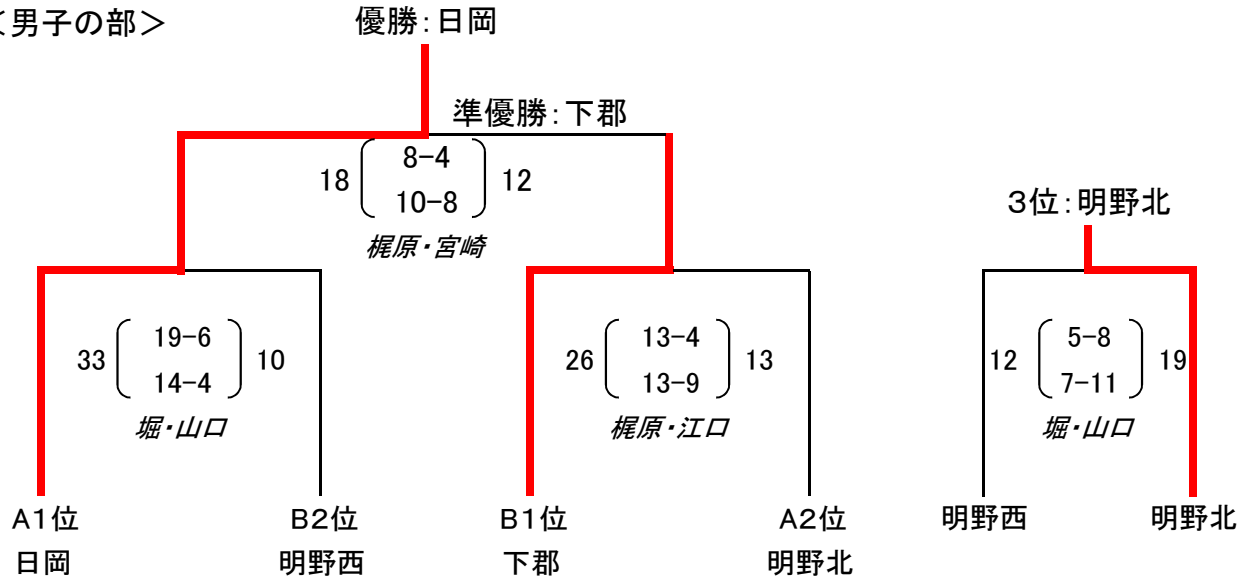 ＜男子の部＞
優勝：日岡
準優勝：下郡
18
8-4
10-8
12
梶原・宮崎
3位：明野北
33
19-6
14-4
10
堀・山口
26
13-4
13-9
13
梶原・江口
12
5-8
7-11
19
堀・山口
A1位
B2位
B1位
A2位
明野西
明野北
日岡
明野西
下郡
明野北